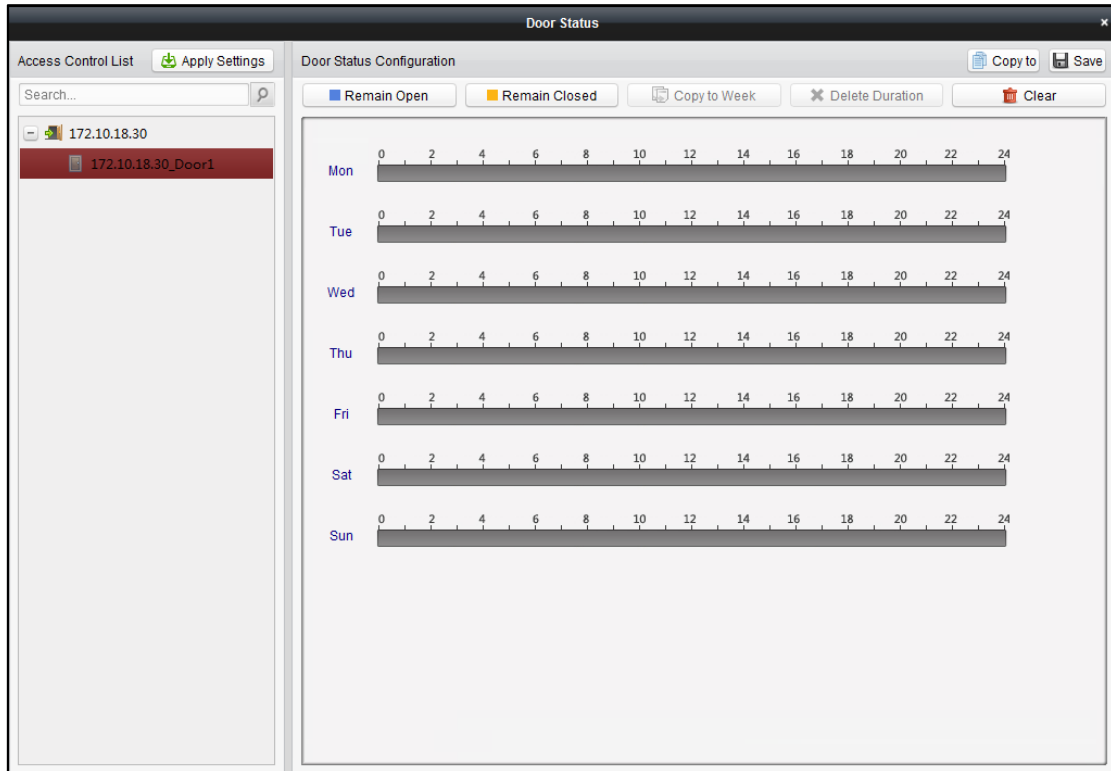 Door Status
×
Access Control List Apply Settings
Search...
172.10.18.30
172.10.18.30_Door1
Door Status Configuration Copy to Save
Remain Open Remain Closed Copy to Week Delete Duration Clear
0 2 4 6 8 10 12 14 16 18 20 22 24
Mon
0 2 4 6 8 10 12 14 16 18 20 22 24
Tue
0 2 4 6 8 10 12 14 16 18 20 22 24
Wed
0 2 4 6 8 10 12 14 16 18 20 22 24
Thu
0 2 4 6 8 10 12 14 16 18 20 22 24
Fri
0 2 4 6 8 10 12 14 16 18 20 22 24
Sat
0 2 4 6 8 10 12 14 16 18 20 22 24
Sun